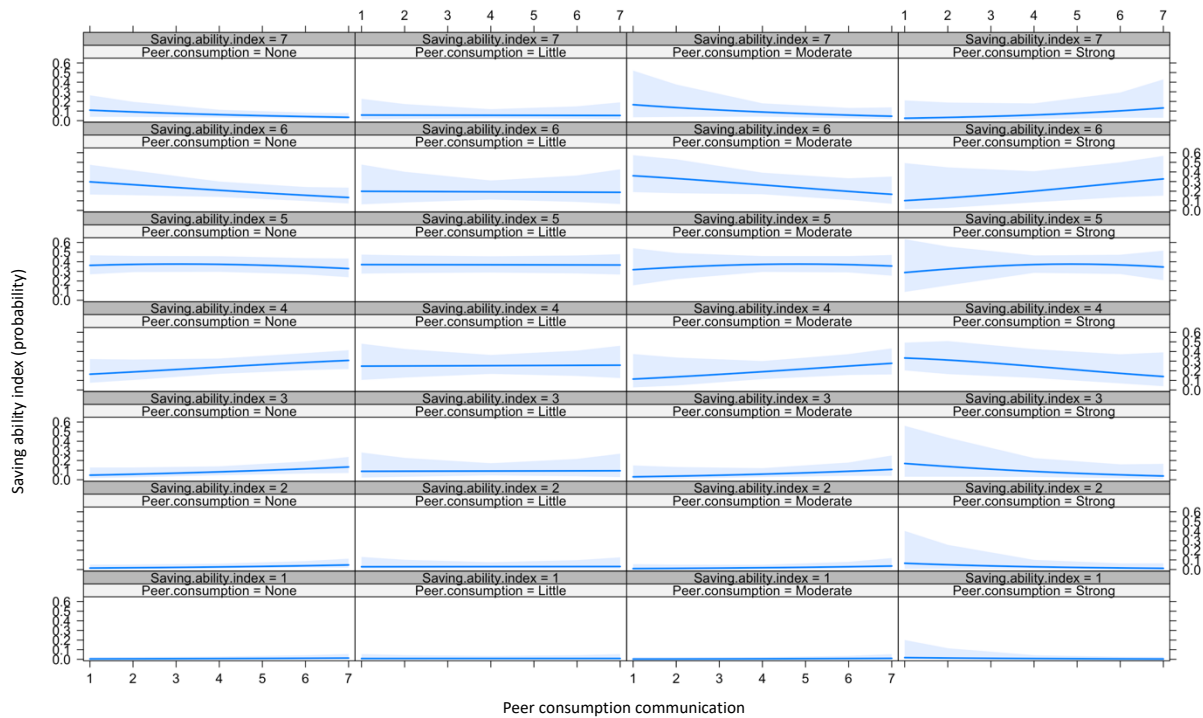 1 2 3 4 5 6 7 1 2 3 4 5 6 7
Saving.ability.index = 7 Saving.ability.index = 7 Saving.ability.index = 7 Saving.ability.index = 7
Peer.consumption = None Peer.consumption = Little Peer.consumption = Moderate Peer.consumption = Strong
0.6
0.5
0.4
0.3
0.2
0.1
0.0
Saving.ability.index = 6 Saving.ability.index = 6 Saving.ability.index = 6 Saving.ability.index = 6
Peer.consumption = None Peer.consumption = Little Peer.consumption = Moderate Peer.consumption = Strong
0.6
0.5
0.4
0.3
0.2
0.1
0.0
Saving.ability.index = 5 Saving.ability.index = 5 Saving.ability.index = 5 Saving.ability.index = 5
Peer.consumption = None Peer.consumption = Little Peer.consumption = Moderate Peer.consumption = Strong
0.6
0.5
0.4
0.3
0.2
0.1
0.0
Saving.ability.index = 4 Saving.ability.index = 4 Saving.ability.index = 4 Saving.ability.index = 4
Peer.consumption = None Peer.consumption = Little Peer.consumption = Moderate Peer.consumption = Strong
0.6
0.5
0.4
0.3
0.2
0.1
0.0
Saving.ability.index = 3 Saving.ability.index = 3 Saving.ability.index = 3 Saving.ability.index = 3
Peer.consumption = None Peer.consumption = Little Peer.consumption = Moderate Peer.consumption = Strong
0.6
0.5
0.4
0.3
0.2
0.1
0.0
Saving.ability.index = 2 Saving.ability.index = 2 Saving.ability.index = 2 Saving.ability.index = 2
Peer.consumption = None Peer.consumption = Little Peer.consumption = Moderate Peer.consumption = Strong
0.6
0.5
0.4
0.3
0.2
0.1
0.0
Saving.ability.index = 1 Saving.ability.index = 1 Saving.ability.index = 1 Saving.ability.index = 1
Peer.consumption = None Peer.consumption = Little Peer.consumption = Moderate Peer.consumption = Strong
0.6
0.5
0.4
0.3
0.2
0.1
0.0
1 2 3 4 5 6 7 1 2 3 4 5 6 7
Saving ability index (probability)
Peer consumption communication